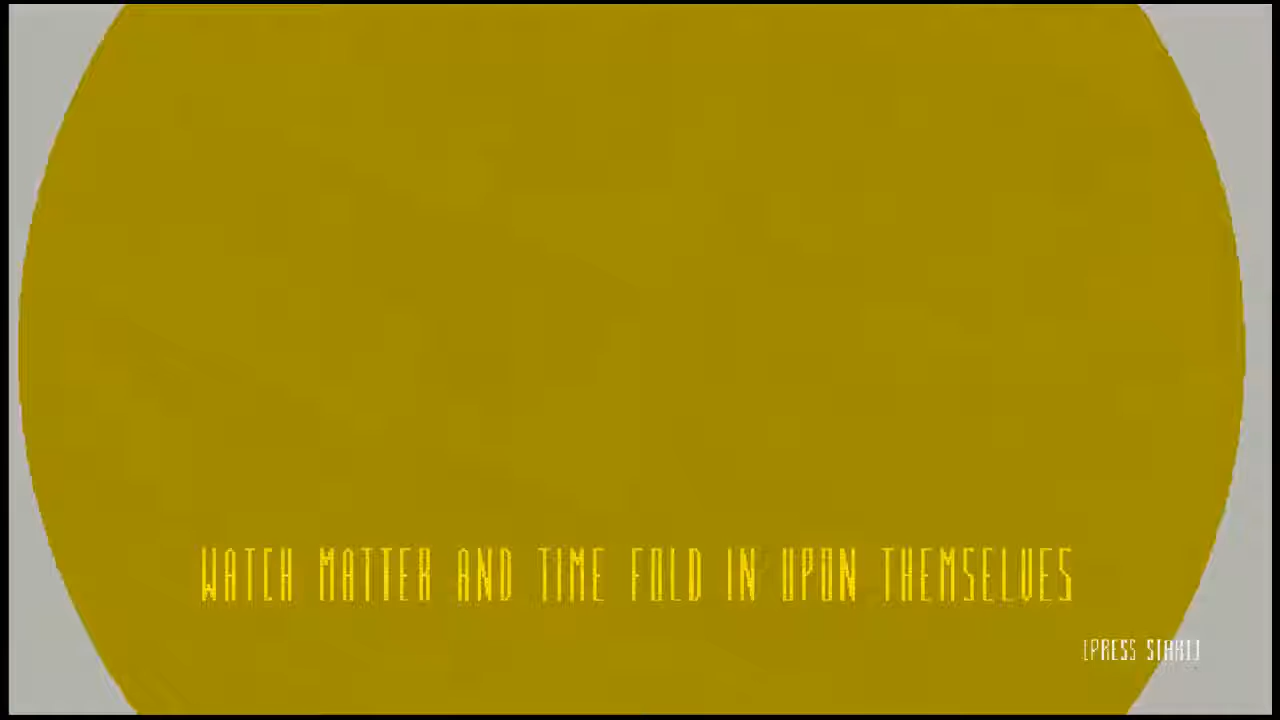 WATCH MATTER AND TIME FOLD IN UPON THEMSELVES
[PRESS START]